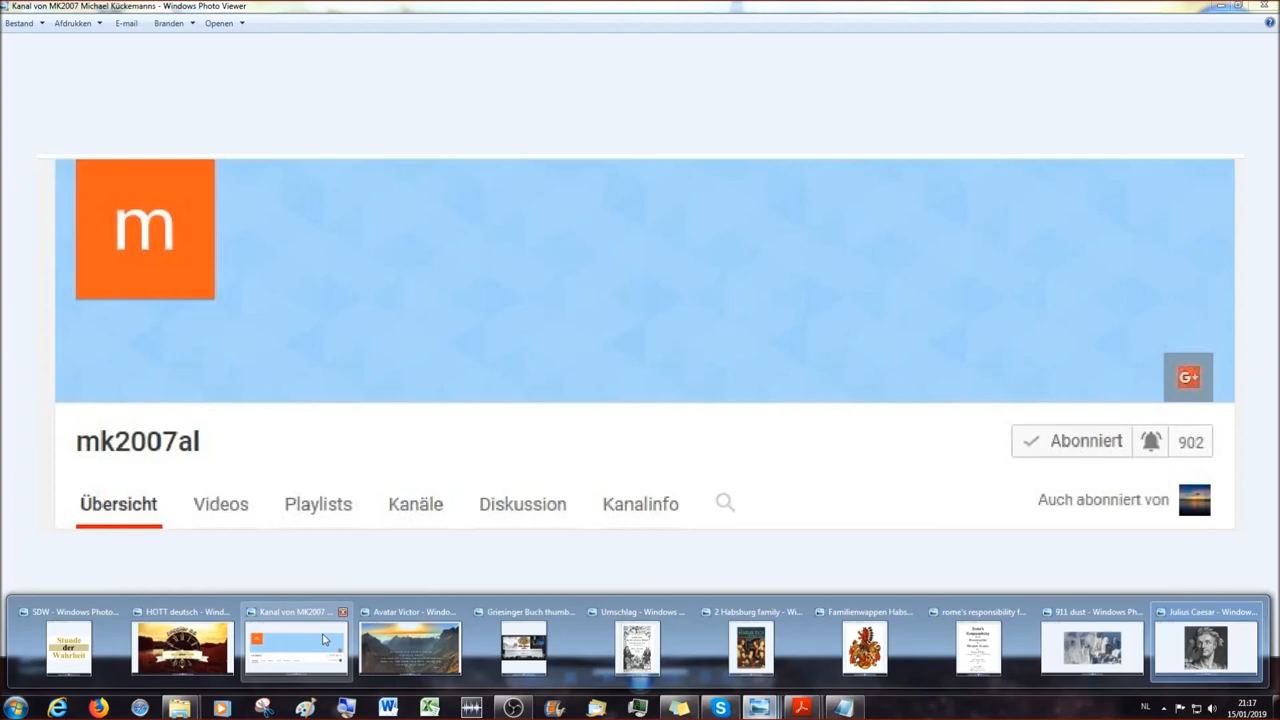 Kanal von MK2007 Michael Kückemanns - Windows Photo Viewer
Bestand Afdrukken E-mail Branden Openen
m
G+
mk2007al
Abonniert 902
Übersicht Videos Playlists Kanäle Diskussion Kanalinfo
Auch abonniert von
SDW - Windows Photo... HOTT deutsch - Wind... Kanal von MK2007 ... Avatar Victor - Windo... Griesinger Buch thumb... Umschlag - Windows ... 2 Habsburg family - Wi... Familienwappen Habs... rome's responsibility f... 911 dust - Windows Ph... Julius Caesar - Window...
Stunde
der
Wahrheit
NL
21:17
15/01/2019